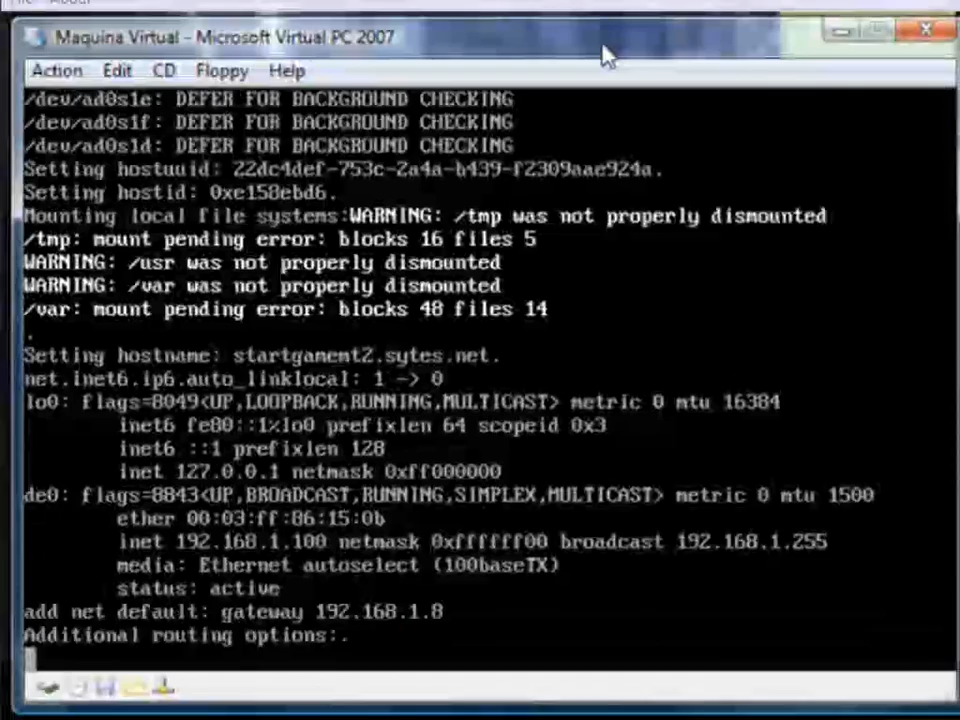 Maquina Virtual - Microsoft Virtual PC 2007
Action Edit CD Floppy Help
/dev/ad0s1e: DEFER FOR BACKGROUND CHECKING
/dev/ad0s1f: DEFER FOR BACKGROUND CHECKING
/dev/ad0s1d: DEFER FOR BACKGROUND CHECKING
Setting hostuuid: 22dc4def-753c-2a4a-b439-f2309aae924a.
Setting hostid: 0xe158ebd6.
Mounting local file systems:WARNING: /tmp was not properly dismounted
/tmp: mount pending error: blocks 16 files 5
WARNING: /usr was not properly dismounted
WARNING: /var was not properly dismounted
/var: mount pending error: blocks 48 files 14
.
Setting hostname: startgamemt2.sytes.net.
net.inet6.ip6.auto_linklocal: 1 -> 0
lo0: flags=8049<UP,LOOPBACK,RUNNING,MULTICAST> metric 0 mtu 16384
inet6 fe80::1%lo0 prefixlen 64 scopeid 0x3
inet6 ::1 prefixlen 128
inet 127.0.0.1 netmask 0xff000000
de0: flags=8843<UP,BROADCAST,RUNNING,SIMPLEX,MULTICAST> metric 0 mtu 1500
ether 00:03:ff:86:15:0b
inet 192.168.1.100 netmask 0xffffff00 broadcast 192.168.1.255
media: Ethernet autoselect (100baseTX)
status: active
add net default: gateway 192.168.1.8
Additional routing options:.